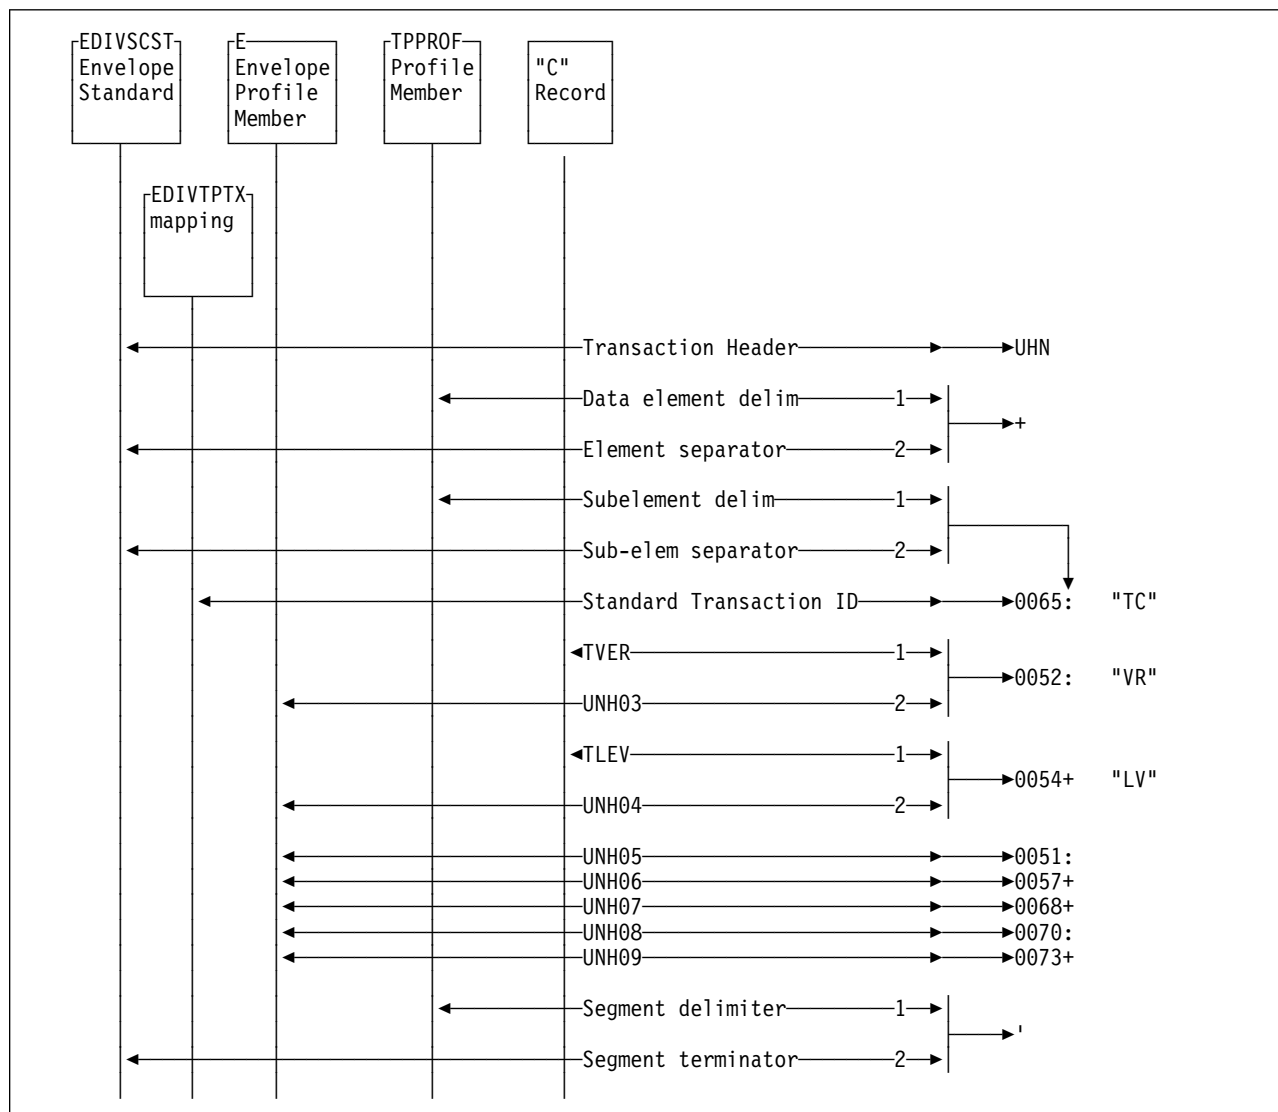 EDIVSCST
Envelope
Standard
E
Envelope
Profile
Member
TPPROF
Profile
Member
"C"
Record
EDIVTPTX
mapping
Transaction Header UHN
Data element delim 1
+
Element separator 2
Subelement delim 1
Sub-elem separator 2
Standard Transaction ID 0065: "TC"
TVER 1
0052: "VR"
UNH03 2
TLEV 1
0054+ "LV"
UNH04 2
UNH05 0051:
UNH06 0057+
UNH07 0068+
UNH08 0070:
UNH09 0073+
Segment delimiter 1
'
Segment terminator 2